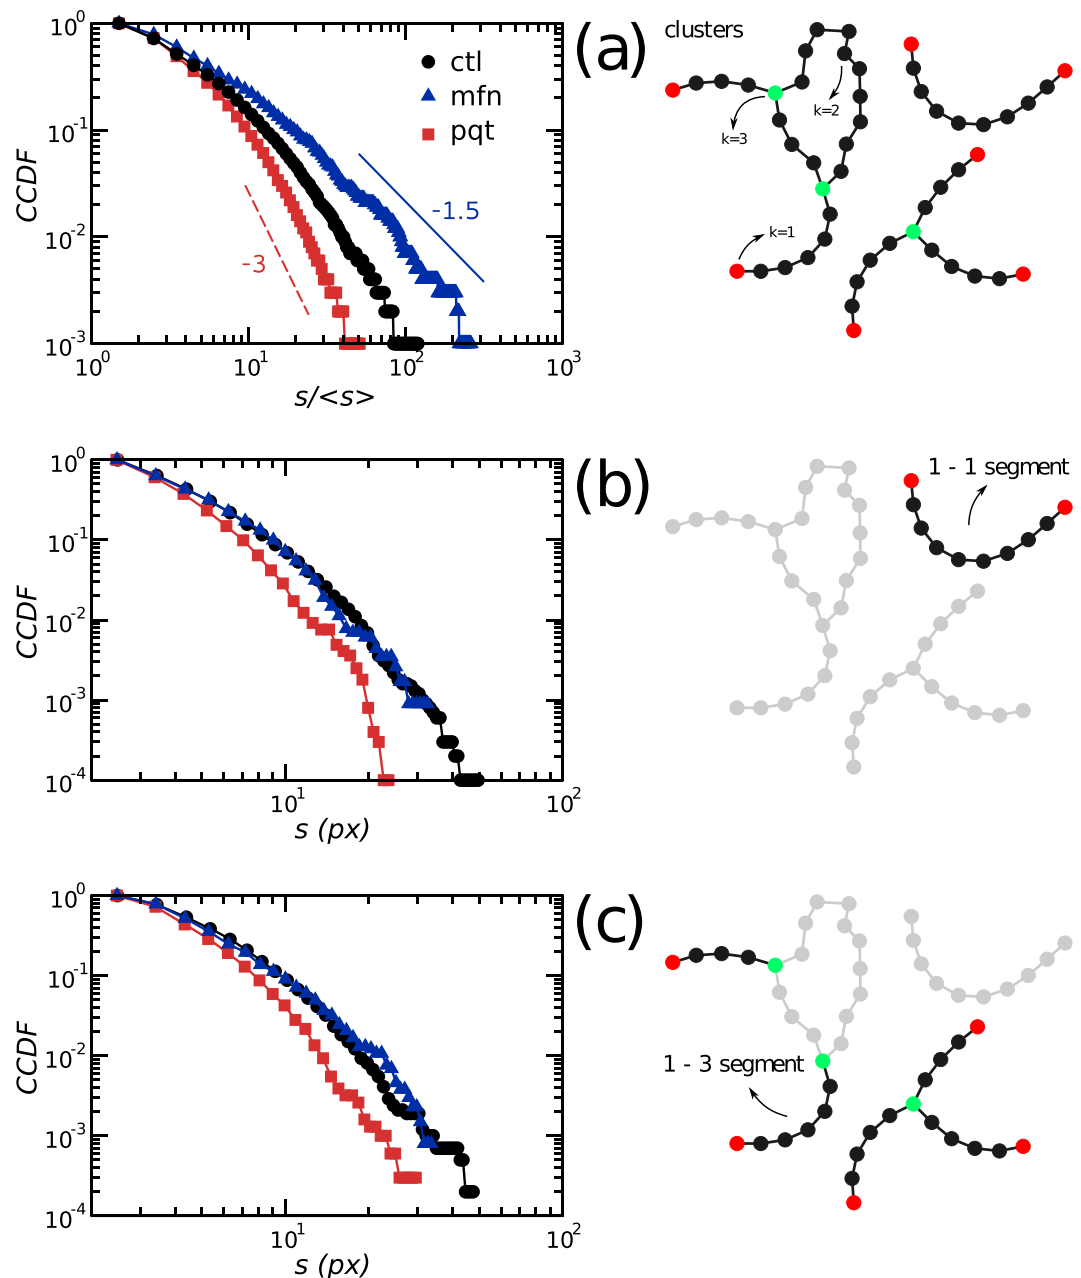 10^0
10^-1
10^-2
10^-3
CCDF
ctl
mfn
pqt
-1.5
-3
10^0
10^1
10^2
10^3
s/<s>
(a)
clusters
k=3
k=2
k=1
10^0
10^-1
10^-2
10^-3
10^-4
CCDF
10^1
10^2
s (px)
(b)
1 - 1 segment
10^0
10^-1
10^-2
10^-3
10^-4
CCDF
10^1
10^2
s (px)
(c)
1 - 3 segment